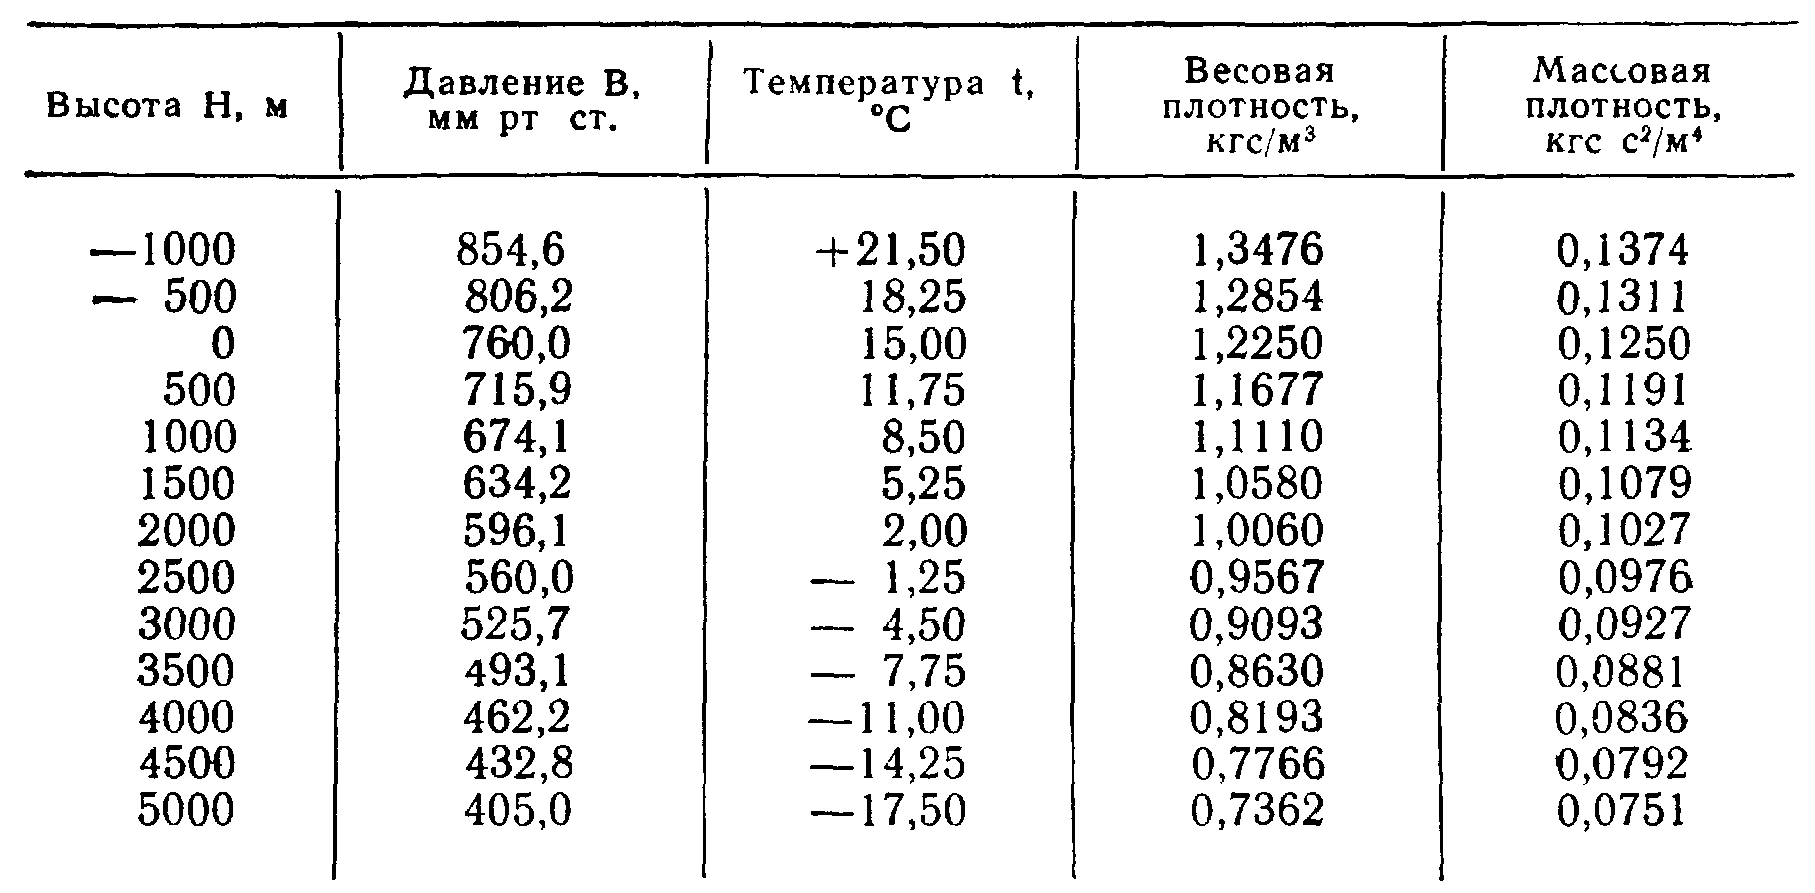 Высота Н, м | Давление В, мм рт ст. | Температура t, °С | Весовая плотность, кгс/м³ | Массовая плотность, кгс с²/м⁴
—1000 854,6 +21,50 1,3476 0,1374
— 500 806,2 18,25 1,2854 0,1311
0 760,0 15,00 1,2250 0,1250
500 715,9 11,75 1,1677 0,1191
1000 674,1 8,50 1,1110 0,1134
1500 634,2 5,25 1,0580 0,1079
2000 596,1 2,00 1,0060 0,1027
2500 560,0 — 1,25 0,9567 0,0976
3000 525,7 — 4,50 0,9093 0,0927
3500 493,1 — 7,75 0,8630 0,0881
4000 462,2 —11,00 0,8193 0,0836
4500 432,8 —14,25 0,7766 0,0792
5000 405,0 —17,50 0,7362 0,0751